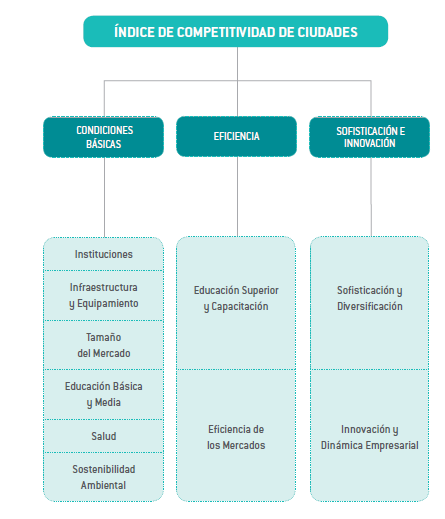 ÍNDICE DE COMPETITIVIDAD DE CIUDADES
CONDICIONES
BÁSICAS
EFICIENCIA
SOFISTICACIÓN E
INNOVACIÓN
Instituciones
Infraestructura
y Equipamiento
Tamaño
del Mercado
Educación Básica
y Media
Salud
Sostenibilidad
Ambiental
Educación Superior
y Capacitación
Eficiencia de
los Mercados
Sofisticación y
Diversificación
Innovación y
Dinámica Empresarial